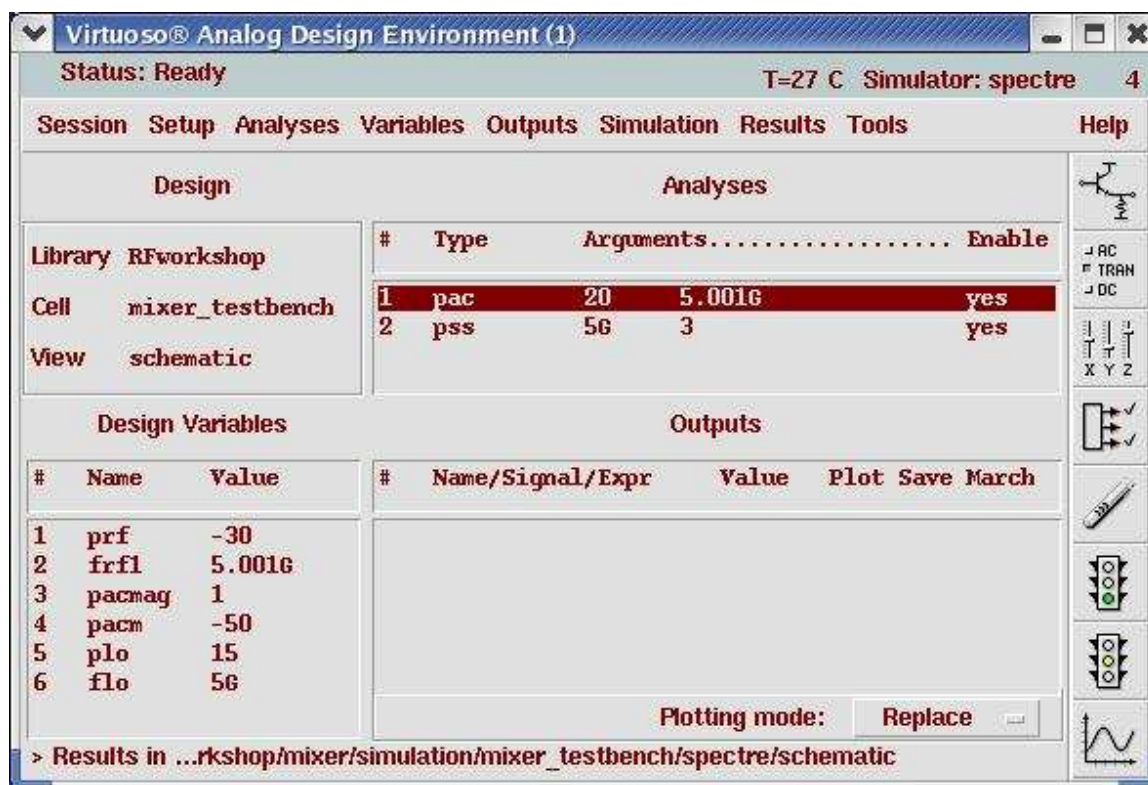 Virtuoso® Analog Design Environment (1)
Status: Ready T=27 C Simulator: spectre 4
Session Setup Analyses Variables Outputs Simulation Results Tools Help
Design
Library RFworkshop
Cell mixer_testbench
View schematic
Analyses
# Type Arguments................... Enable
1 pac 20 5.001G yes
2 pss 5G 3 yes
Design Variables
# Name Value
1 prf -30
2 frf1 5.001G
3 pacmag 1
4 pacm -50
5 plo 15
6 flo 5G
Outputs
# Name/Signal/Expr Value Plot Save March
Plotting mode: Replace
> Results in ...rkshop/mixer/simulation/mixer_testbench/spectre/schematic
AC
TRAN
DC
X Y Z